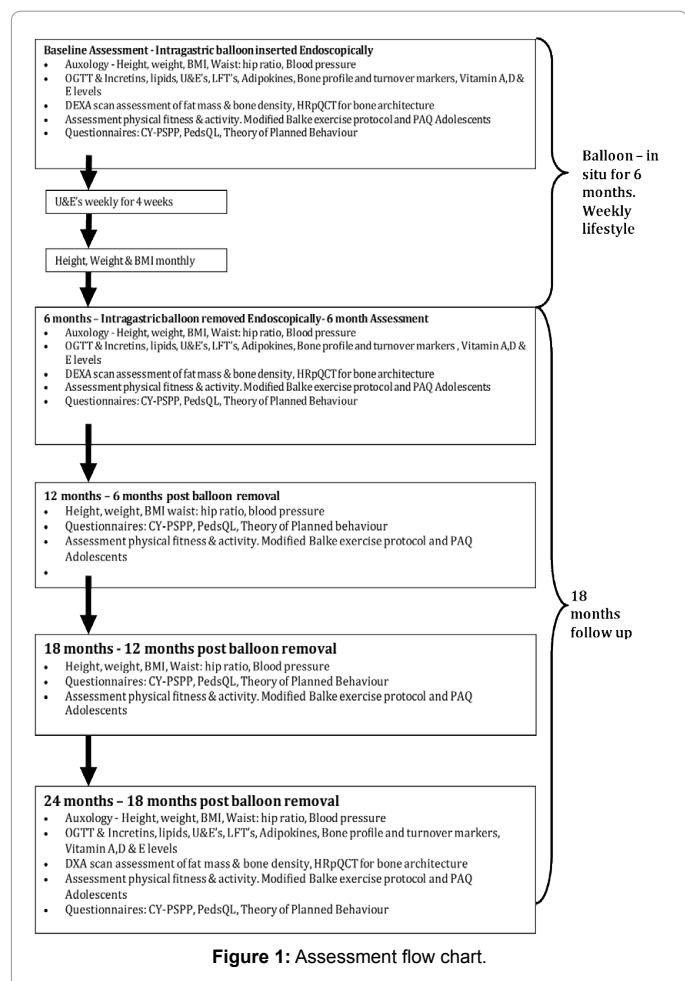 Baseline Assessment - Intragastric balloon inserted Endoscopically
• Auxology - Height, weight, BMI, Waist: hip ratio, Blood pressure
• OGTT & Incretins, lipids, U&E's, LFT's, Adipokines, Bone profile and turnover markers, Vitamin A,D &
E levels
• DEXA scan assessment of fat mass & bone density, HRpQCT for bone architecture
• Assessment physical fitness & activity. Modified Balke exercise protocol and PAQ Adolescents
• Questionnaires: CY-PSPP, PedsQL, Theory of Planned Behaviour
U&E's weekly for 4 weeks
Height, Weight & BMI monthly
Balloon – in
situ for 6
months.
Weekly
lifestyle
6 months – Intragastric balloon removed Endoscopically- 6 month Assessment
• Auxology - Height, weight, BMI, Waist: hip ratio, Blood pressure
• OGTT & Incretins, lipids, U&E's, LFT's, Adipokines, Bone profile and turnover markers , Vitamin A,D &
E levels
• DEXA scan assessment of fat mass & bone density, HRpQCT for bone architecture
• Assessment physical fitness & activity. Modified Balke exercise protocol and PAQ Adolescents
• Questionnaires: CY-PSPP, PedsQL, Theory of Planned Behaviour
12 months – 6 months post balloon removal
• Height, weight, BMI waist: hip ratio, blood pressure
• Questionnaires: CY-PSPP, PedsQL, Theory of Planned behaviour
• Assessment physical fitness & activity. Modified Balke exercise protocol and PAQ
Adolescents
•
18 months - 12 months post balloon removal
• Height, weight, BMI, Waist: hip ratio, Blood pressure
• Questionnaires: CY-PSPP, PedsQL, Theory of Planned Behaviour
• Assessment physical fitness & activity. Modified Balke exercise protocol and PAQ
Adolescents
24 months – 18 months post balloon removal
• Auxology - Height, weight, BMI, Waist: hip ratio, Blood pressure
• OGTT & Incretins, lipids, U&E's, LFT's, Adipokines, Bone profile and turnover markers,
Vitamin A,D & E levels
• DXA scan assessment of fat mass & bone density, HRpQCT for bone architecture
• Assessment physical fitness & activity. Modified Balke exercise protocol and PAQ
Adolescents
• Questionnaires: CY-PSPP, PedsQL, Theory of Planned Behaviour
18
months
follow up
Figure 1: Assessment flow chart.